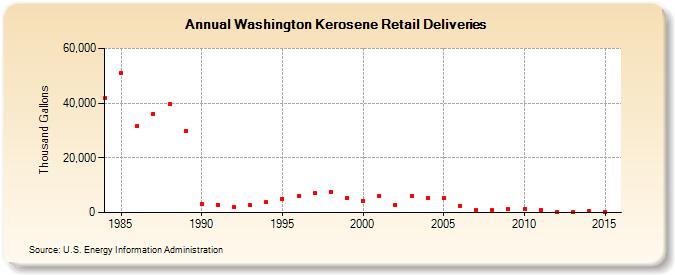 Annual Washington Kerosene Retail Deliveries
Thousand Gallons
60,000
40,000
20,000
0
1985 1990 1995 2000 2005 2010 2015
Source: U.S. Energy Information Administration